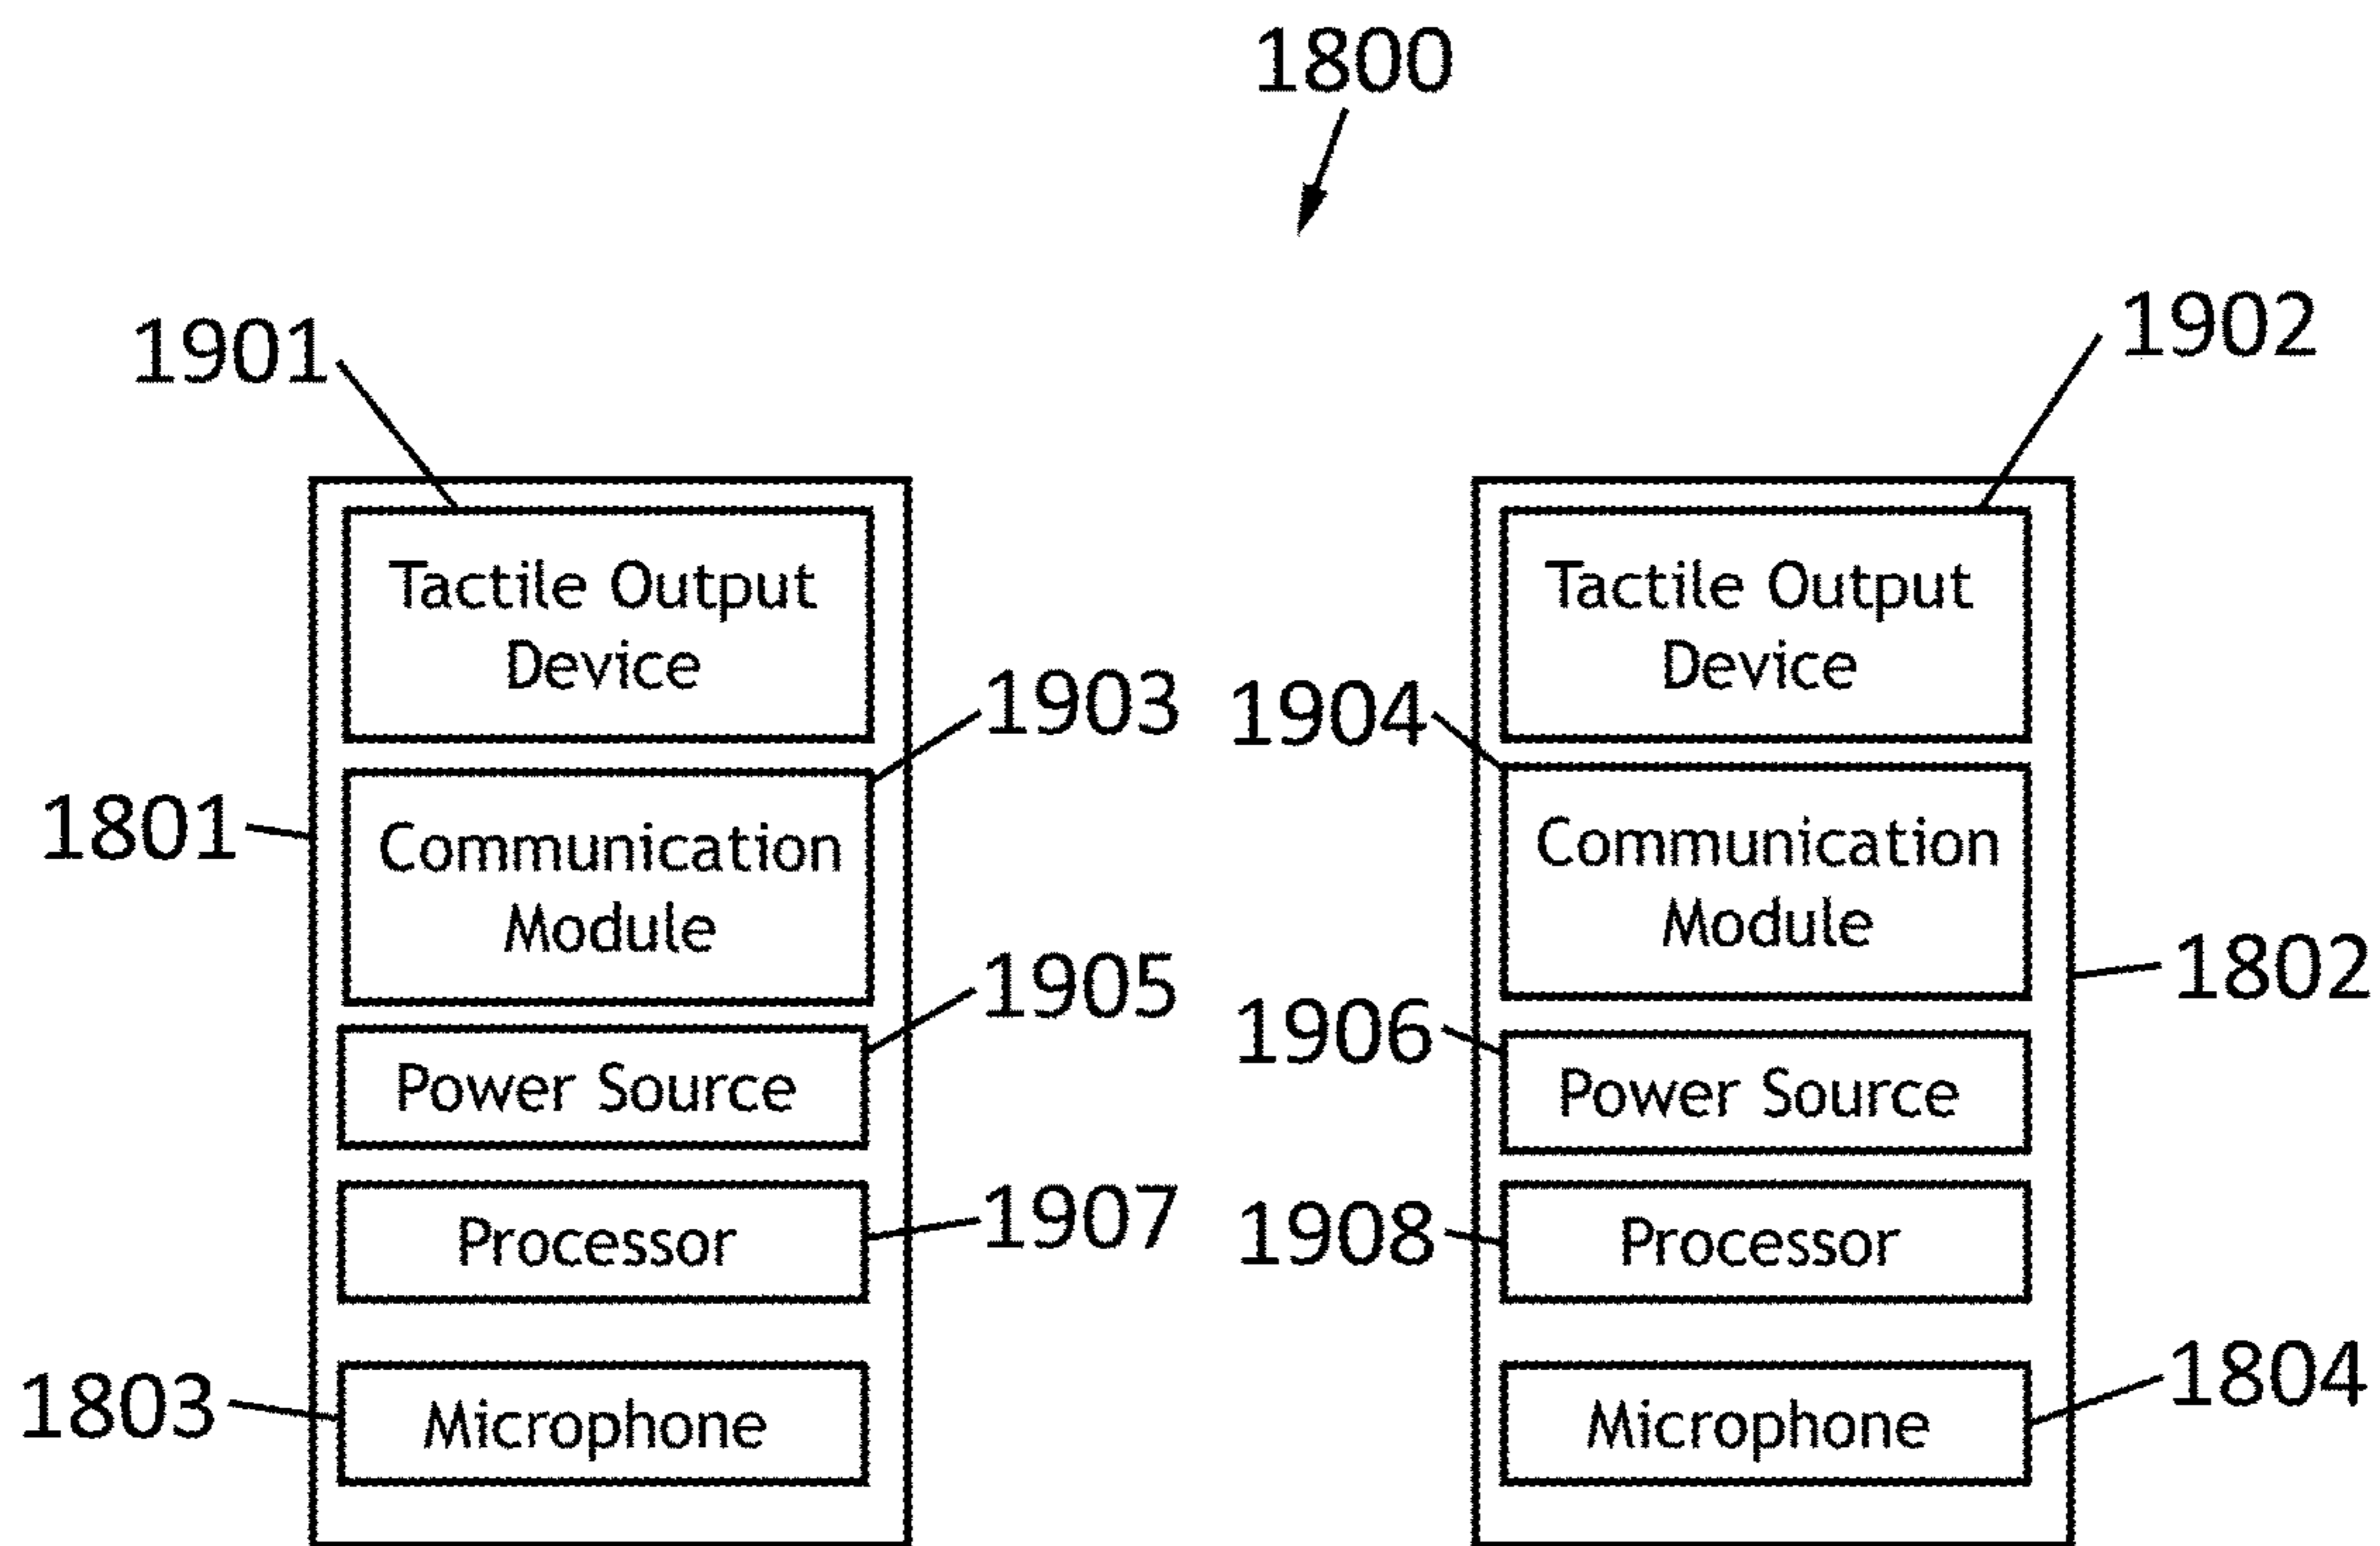 1800
1901
1902
Tactile Output
Device
Tactile Output
Device
1903
1904
1801
Communication
Module
Communication
Module
1802
1905
1906
Power Source
Power Source
1907
1908
Processor
Processor
1803
Microphone
Microphone
1804